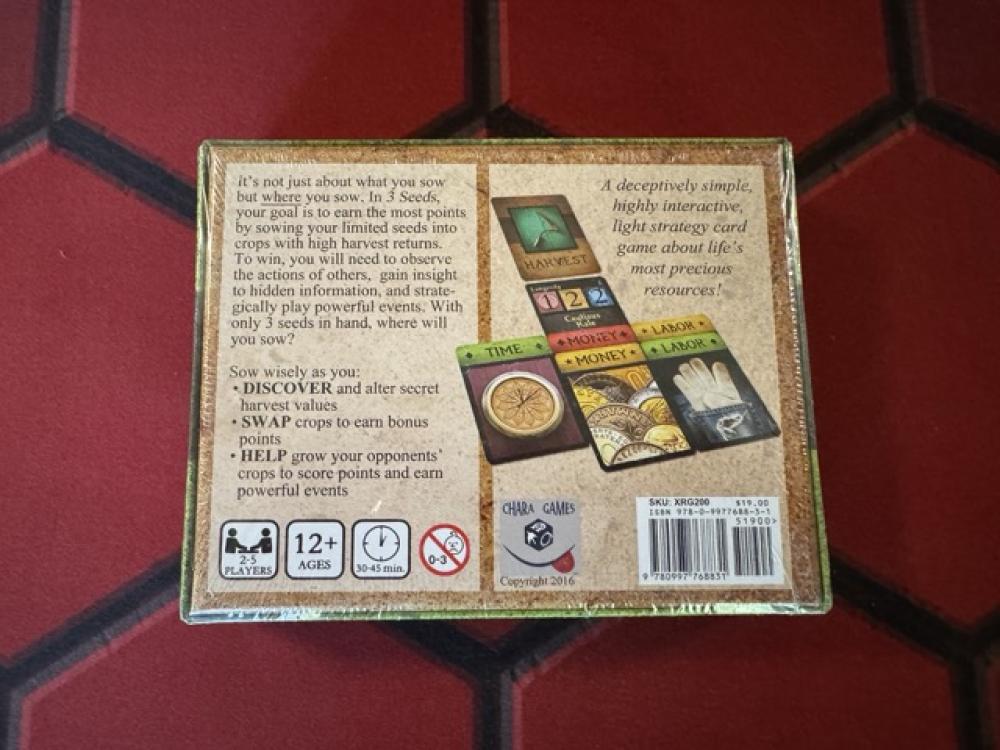 it's not just about what you sow
but where you sow. In 3 Seeds,
your goal is to earn the most points
by sowing your limited seeds into
crops with high harvest returns.
To win, you will need to observe
the actions of others, gain insight
to hidden information, and strate-
gically play powerful events. With
only 3 seeds in hand, where will
you sow?
Sow wisely as you:
• DISCOVER and alter secret
harvest values
• SWAP crops to earn bonus
points
• HELP grow your opponents'
crops to score points and earn
powerful events
2-5
PLAYERS
12+
AGES
30-45 min.
0-3
A deceptively simple,
highly interactive,
light strategy card
game about life's
most precious
resources!
HARVEST
Longevity
1 2 2
Cautious
Kale
MONEY
LABOR
TIME
MONEY
LABOR
CHARA GAMES
Copyright 2016
SKU: XRG200 $19.00
ISBN 978-0-9977688-3-1
51900>
9 780997 768831